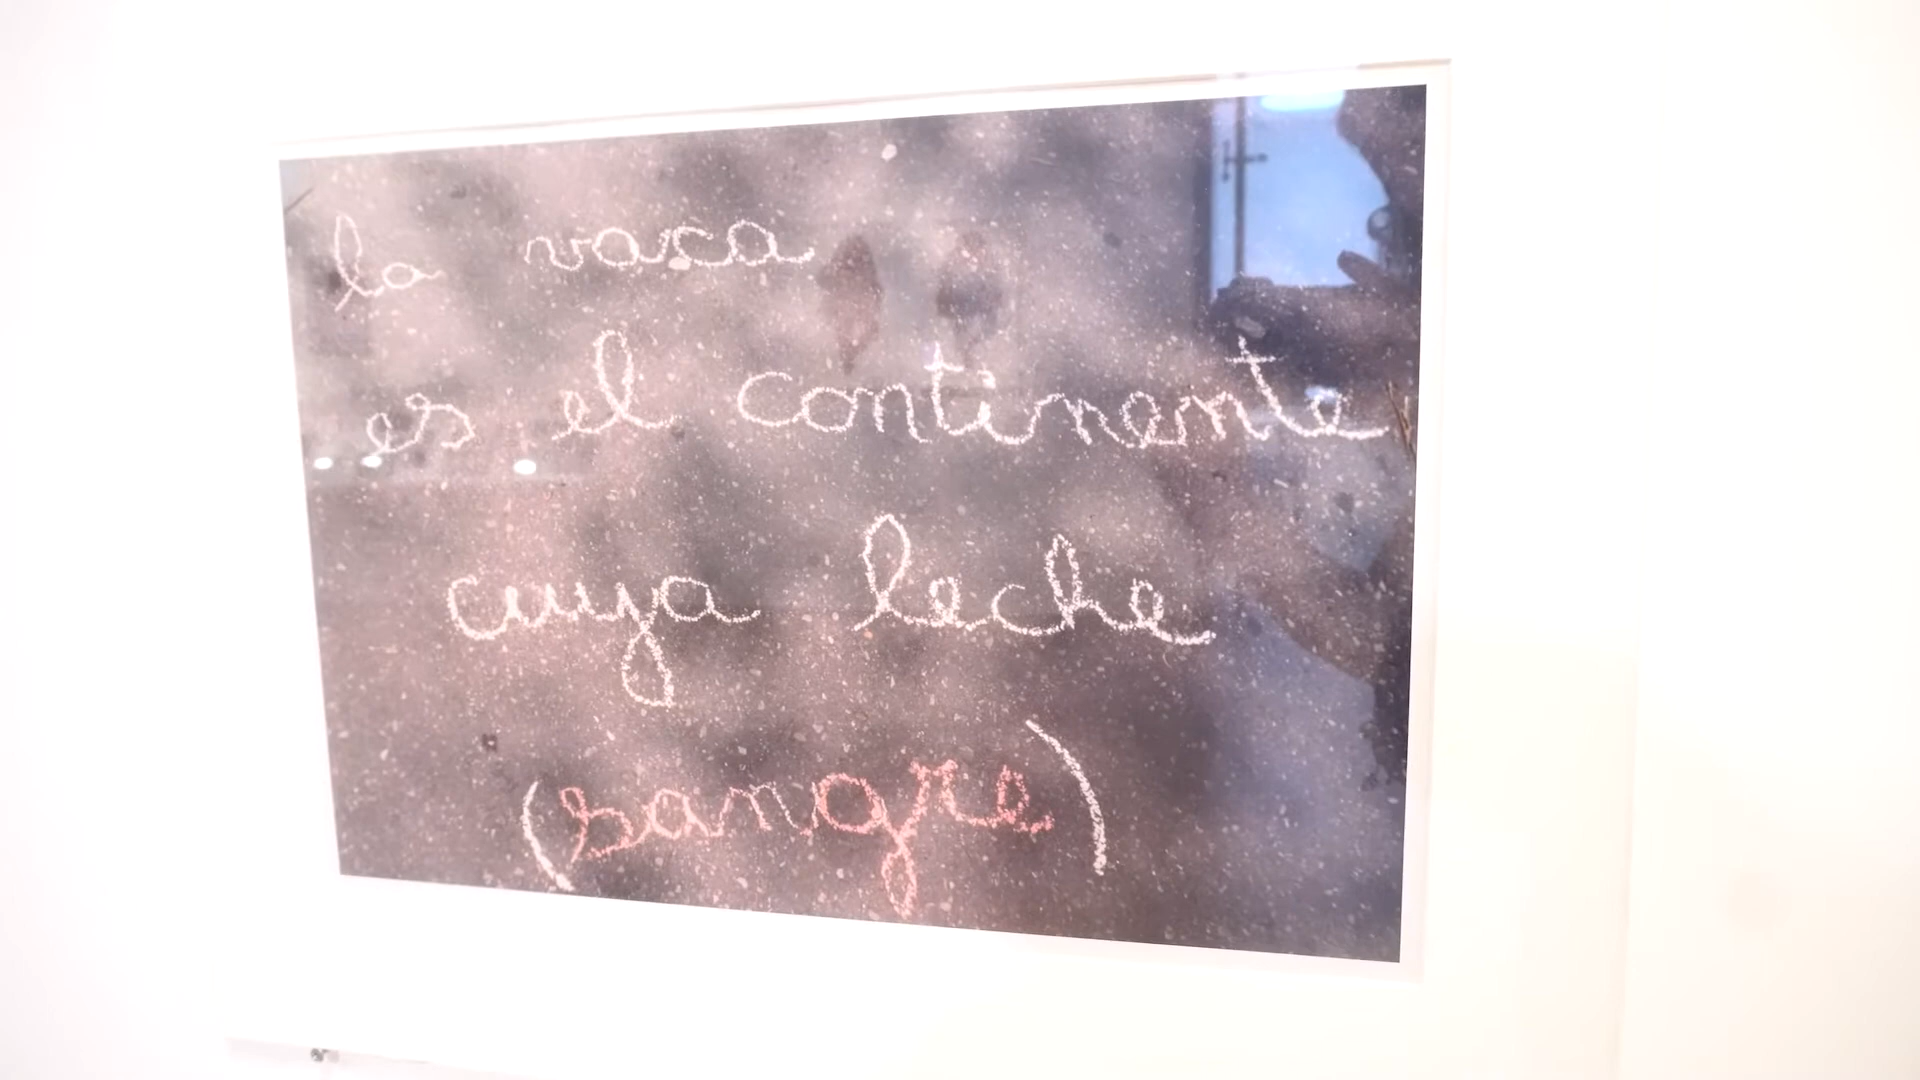 la vaca
es el continente
cuya leche
(sangre)